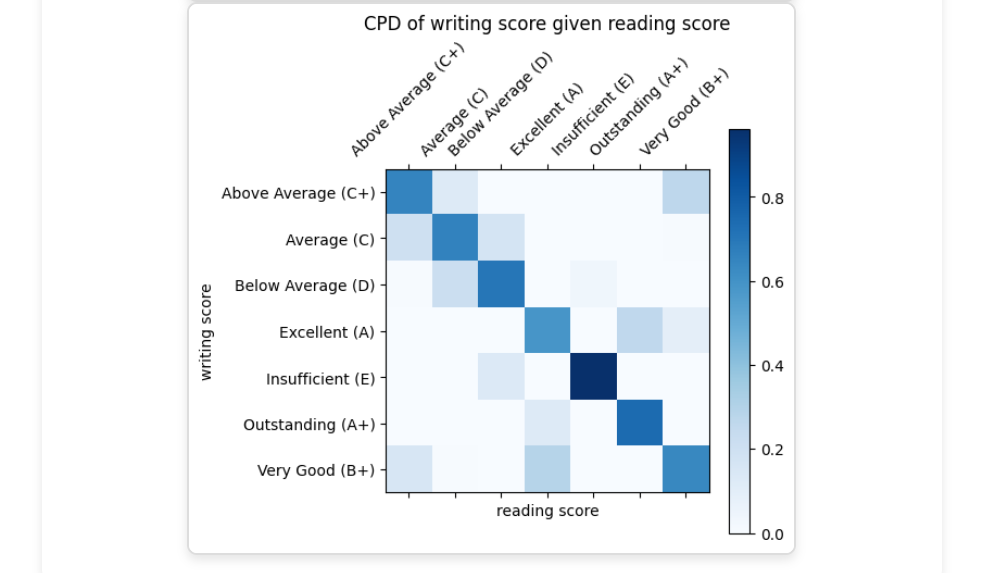 CPD of writing score given reading score
Above Average (C+)
Average (C)
Below Average (D)
Excellent (A)
Insufficient (E)
Outstanding (A+)
Very Good (B+)
Above Average (C+)
Average (C)
Below Average (D)
Excellent (A)
Insufficient (E)
Outstanding (A+)
Very Good (B+)
writing score
reading score
0.8
0.6
0.4
0.2
0.0